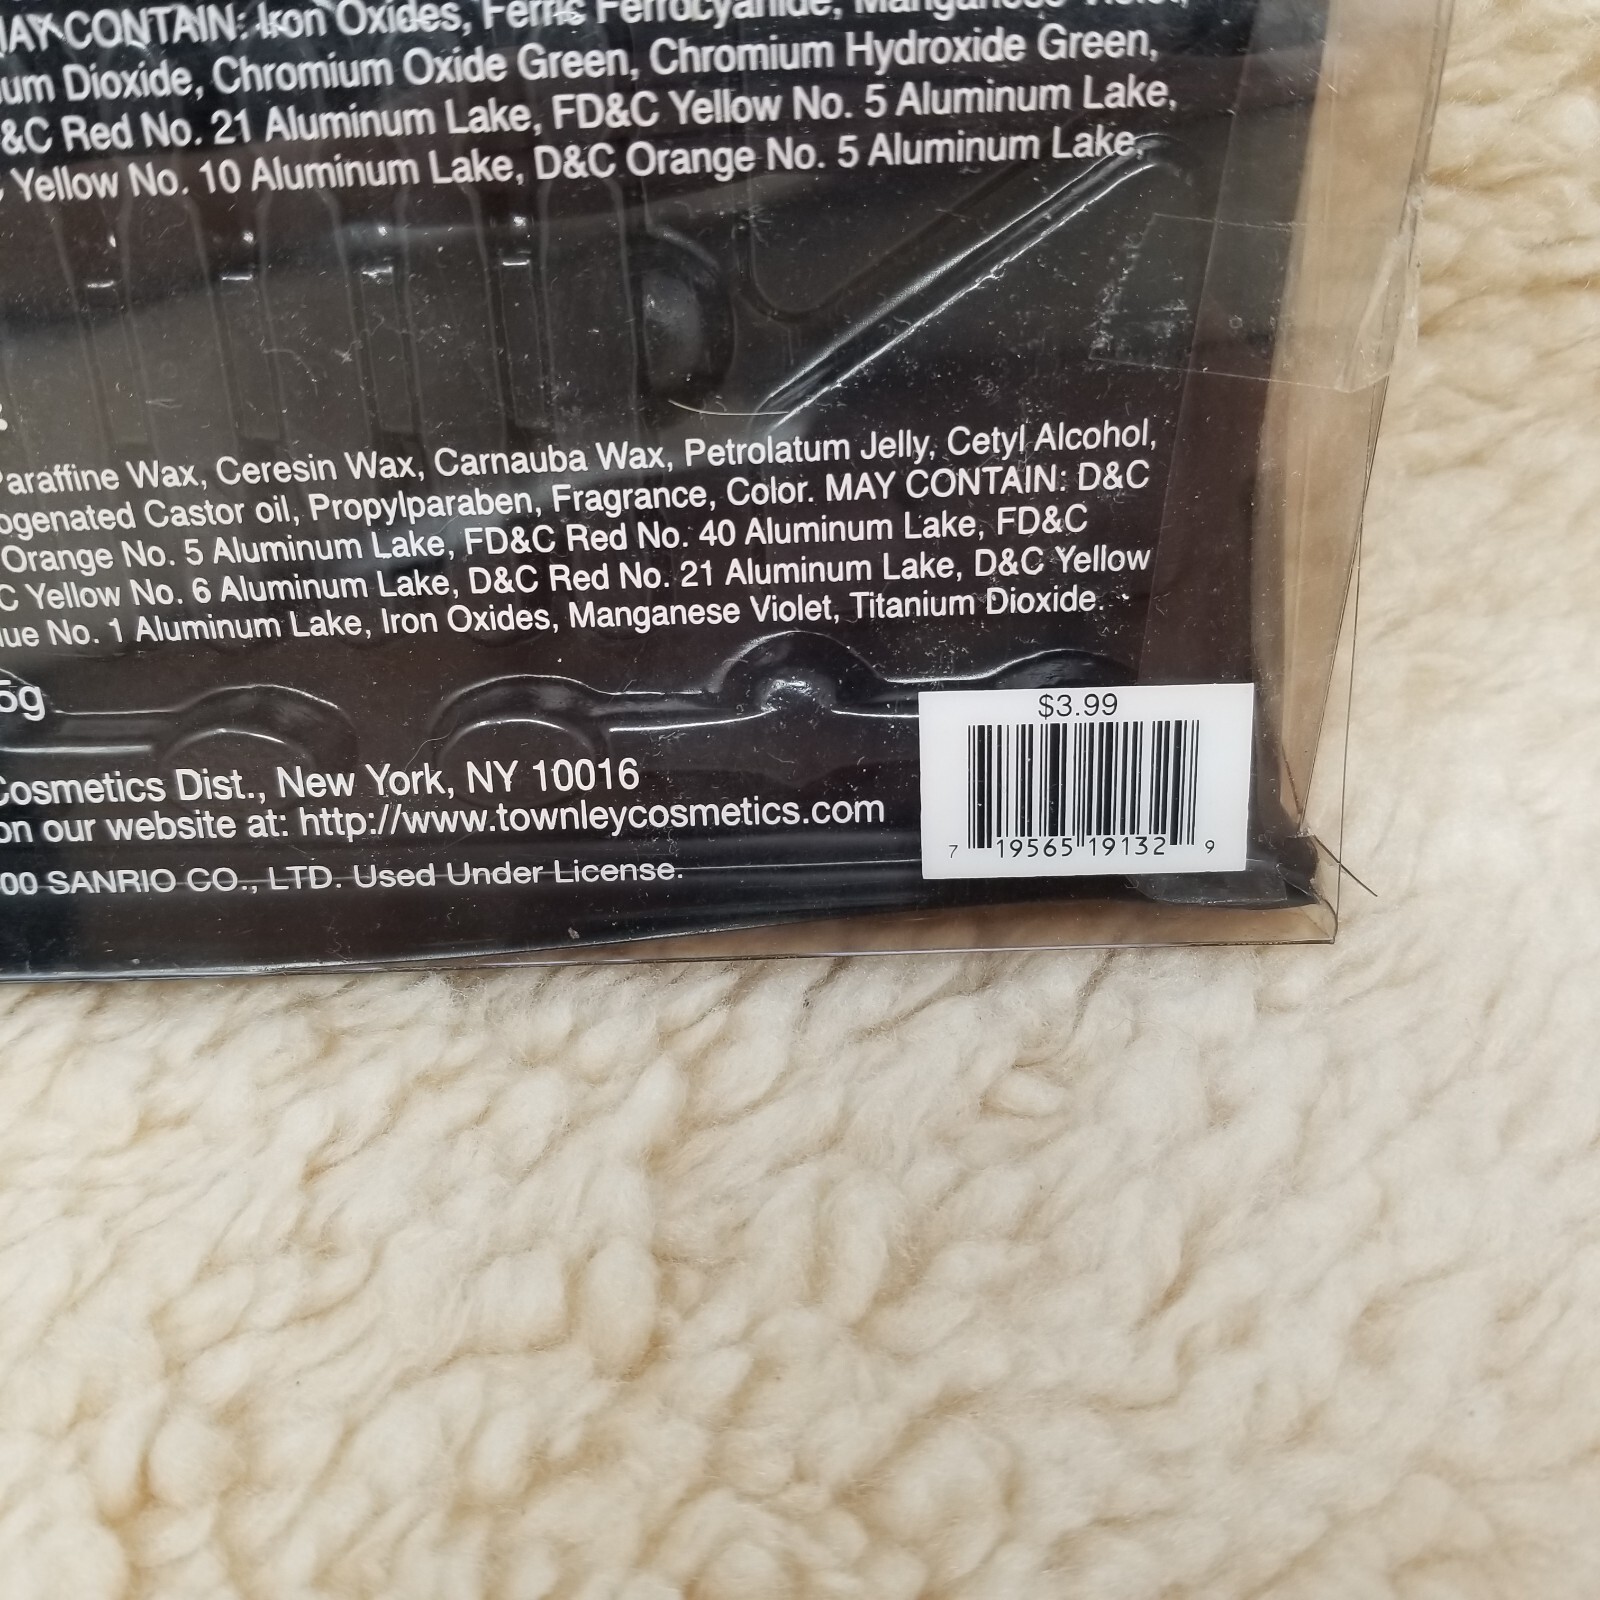 MAY CONTAIN: Iron Oxides, Ferric Ferrocyanide, Manganese Violet,
um Dioxide, Chromium Oxide Green, Chromium Hydroxide Green,
&C Red No. 21 Aluminum Lake, FD&C Yellow No. 5 Aluminum Lake,
Yellow No. 10 Aluminum Lake, D&C Orange No. 5 Aluminum Lake,
Paraffine Wax, Ceresin Wax, Carnauba Wax, Petrolatum Jelly, Cetyl Alcohol,
ogenated Castor oil, Propylparaben, Fragrance, Color. MAY CONTAIN: D&C
Orange No. 5 Aluminum Lake, FD&C Red No. 40 Aluminum Lake, FD&C
C Yellow No. 6 Aluminum Lake, D&C Red No. 21 Aluminum Lake, D&C Yellow
lue No. 1 Aluminum Lake, Iron Oxides, Manganese Violet, Titanium Dioxide.
5g
$3.99
7 19565 19132 9
Cosmetics Dist., New York, NY 10016
on our website at: http://www.townleycosmetics.com
00 SANRIO CO., LTD. Used Under License.